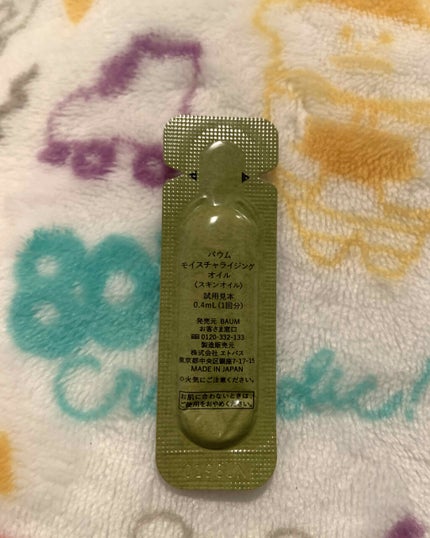 バウム
モイスチャライジング
オイル
(スキンオイル)
試用見本
0.4mL(1回分)
発売元 BAUM
お客さま窓口
0120-332-133
製造販売元
株式会社 エトバス
東京都中央区銀座7-17-15
MADE IN JAPAN
○火気にご注意ください。
お肌に合わないときは、
ご使用をおやめください。